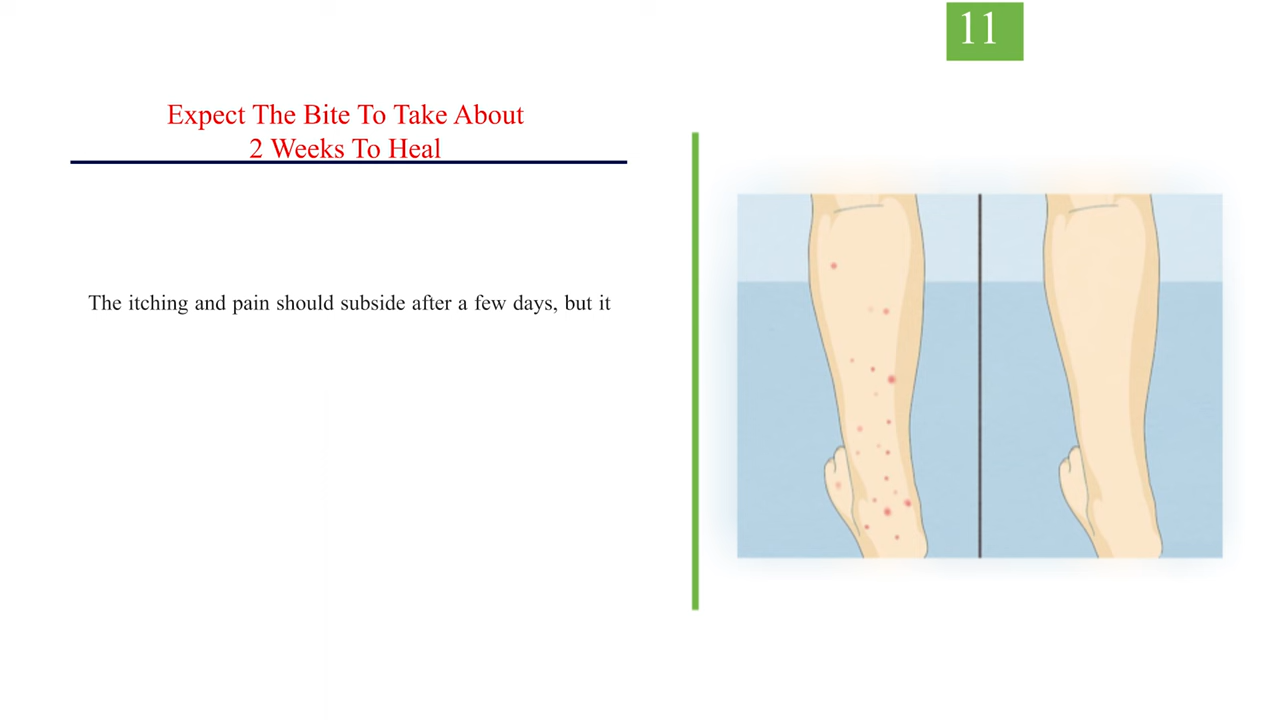 11
Expect The Bite To Take About
2 Weeks To Heal
The itching and pain should subside after a few days, but it